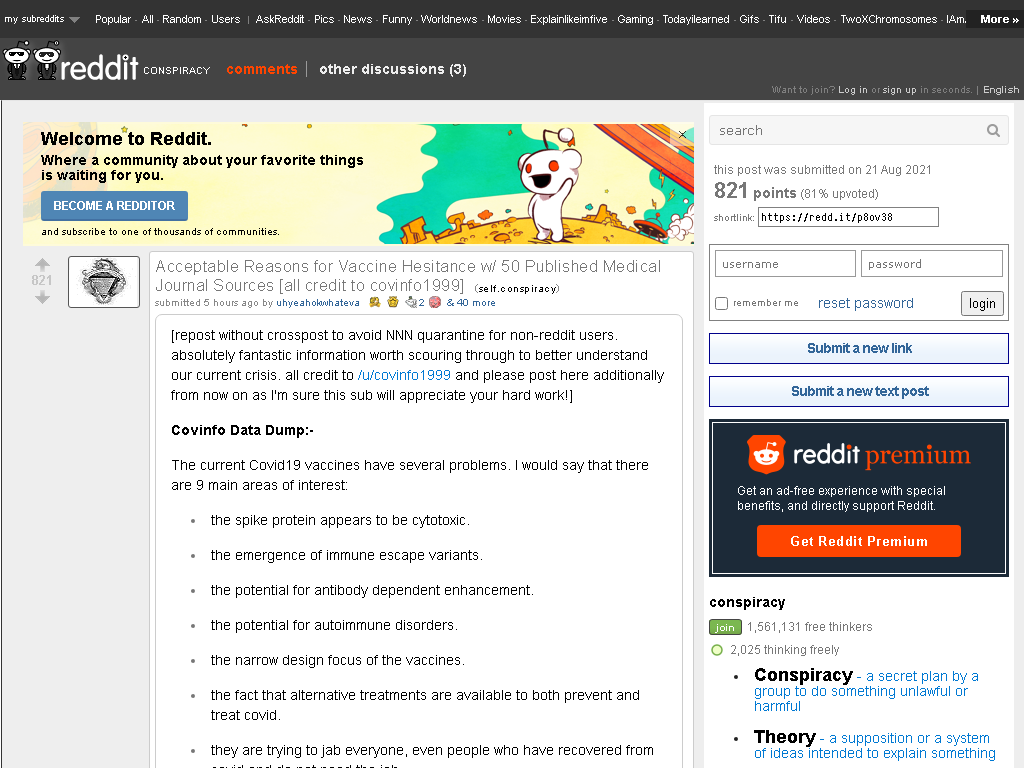 my subreddits
Popular - All - Random - Users | AskReddit - Pics - News - Funny - Worldnews - Movies - Explainlikeimfive - Gaming - Todayilearned - Gifs - Tifu - Videos - TwoXChromosomes - IAm
More »
reddit CONSPIRACY comments other discussions (3)
Want to join? Log in or sign up in seconds. | English
Welcome to Reddit.
Where a community about your favorite things
is waiting for you.
BECOME A REDDITOR
and subscribe to one of thousands of communities.
821
Acceptable Reasons for Vaccine Hesitance w/ 50 Published Medical
Journal Sources [all credit to covinfo1999] (self.conspiracy)
submitted 5 hours ago by uhyeahokwhateva 2 & 40 more
[repost without crosspost to avoid NNN quarantine for non-reddit users.
absolutely fantastic information worth scouring through to better understand
our current crisis. all credit to /u/covinfo1999 and please post here additionally
from now on as I'm sure this sub will appreciate your hard work!]
Covinfo Data Dump:-
The current Covid19 vaccines have several problems. I would say that there
are 9 main areas of interest:
• the spike protein appears to be cytotoxic.
• the emergence of immune escape variants.
• the potential for antibody dependent enhancement.
• the potential for autoimmune disorders.
• the narrow design focus of the vaccines.
• the fact that alternative treatments are available to both prevent and
treat covid.
• they are trying to jab everyone, even people who have recovered from
covid and do not need the jab
search
this post was submitted on 21 Aug 2021
821 points (81% upvoted)
shortlink: https://redd.it/p8ov38
username password
remember me reset password login
Submit a new link
Submit a new text post
reddit premium
Get an ad-free experience with special
benefits, and directly support Reddit.
Get Reddit Premium
conspiracy
join 1,561,131 free thinkers
2,025 thinking freely
• Conspiracy - a secret plan by a
group to do something unlawful or
harmful
• Theory - a supposition or a system
of ideas intended to explain something